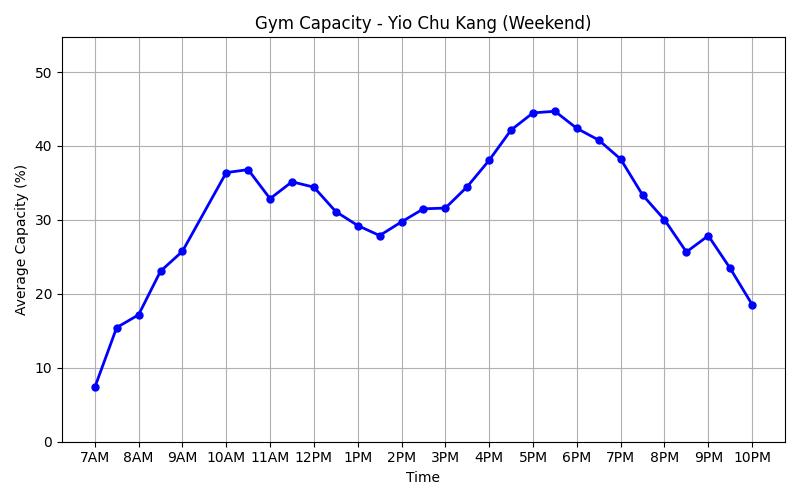 Gym Capacity - Yio Chu Kang (Weekend)
Average Capacity (%)
50
40
30
20
10
0
7AM 8AM 9AM 10AM 11AM 12PM 1PM 2PM 3PM 4PM 5PM 6PM 7PM 8PM 9PM 10PM
Time